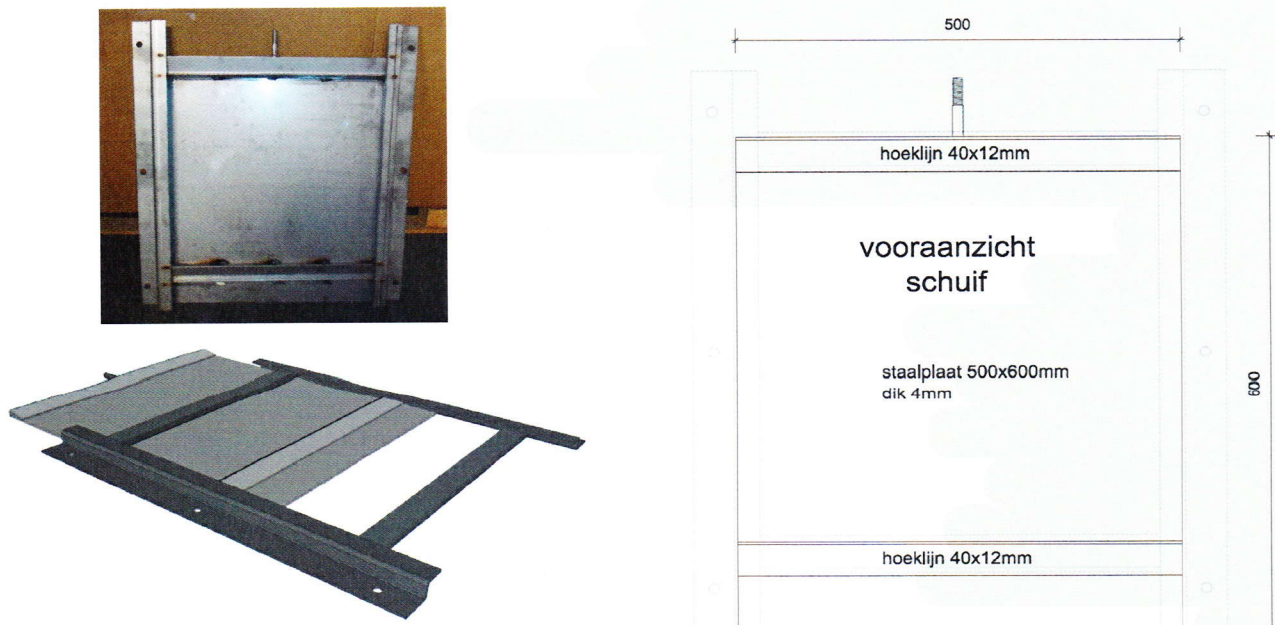 500
hoeklijn 40x12mm
vooraanzicht
schuif
staalplaat 500x600mm
dik 4mm
600
hoeklijn 40x12mm